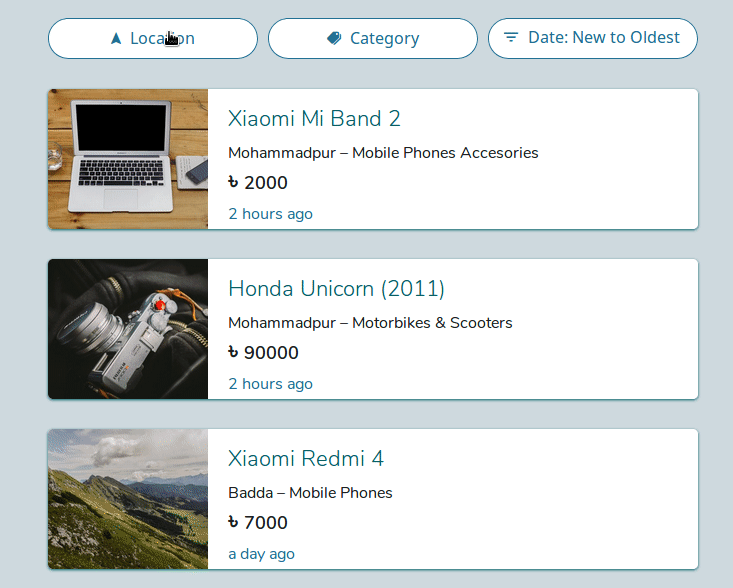 Location
Category
Date: New to Oldest
Xiaomi Mi Band 2
Mohammadpur – Mobile Phones Accesories
৳ 2000
2 hours ago
Honda Unicorn (2011)
Mohammadpur – Motorbikes & Scooters
৳ 90000
2 hours ago
Xiaomi Redmi 4
Badda – Mobile Phones
৳ 7000
a day ago